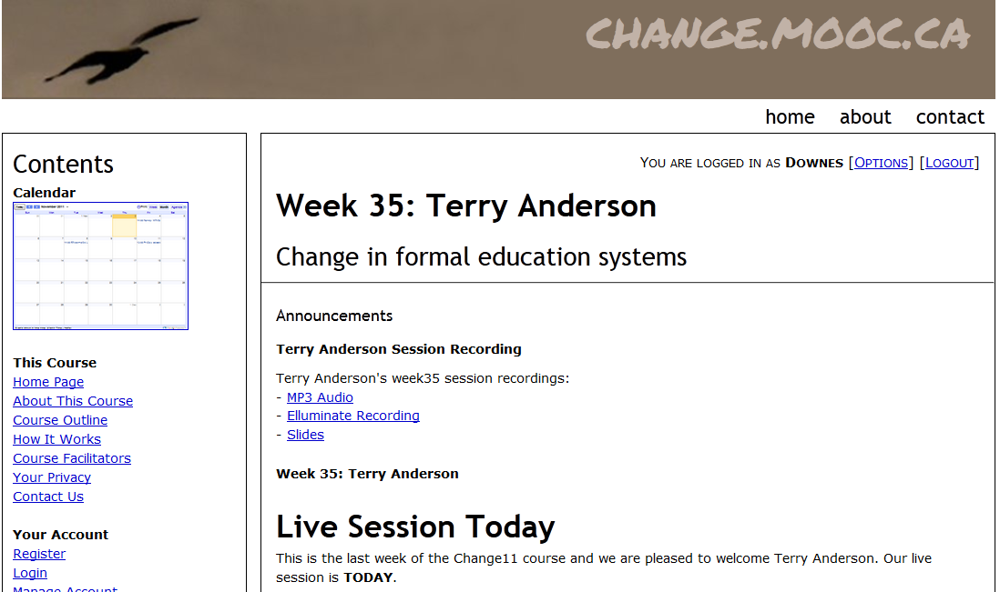 CHANGE.MOOC.CA
home about contact
Contents
Calendar
November 2011
This Course
Home Page
About This Course
Course Outline
How It Works
Course Facilitators
Your Privacy
Contact Us
Your Account
Register
Login
Manage Account
YOU ARE LOGGED IN AS DOWNES [OPTIONS] [LOGOUT]
Week 35: Terry Anderson
Change in formal education systems
Announcements
Terry Anderson Session Recording
Terry Anderson's week35 session recordings:
- MP3 Audio
- Elluminate Recording
- Slides
Week 35: Terry Anderson
Live Session Today
This is the last week of the Change11 course and we are pleased to welcome Terry Anderson. Our live
session is TODAY.